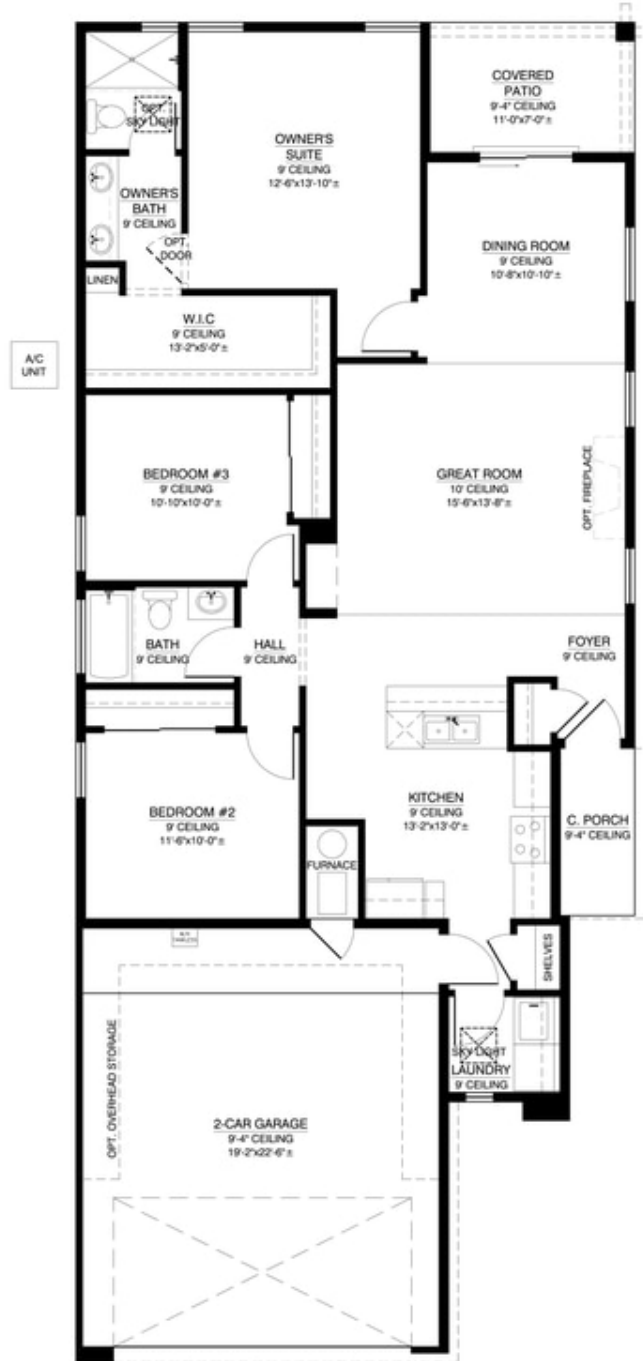 COVERED
PATIO
9'-4" CEILING
11'-0"x7'-0"±
OPT.
SKY LIGHT
OWNER'S
SUITE
9' CEILING
12'-6"x13'-10"±
OWNER'S
BATH
9' CEILING
OPT.
DOOR
DINING ROOM
9' CEILING
10'-8"x10'-10"±
LINEN
W.I.C
9' CEILING
13'-2"x5'-0"±
A/C
UNIT
BEDROOM #3
9' CEILING
10'-10"x10'-0"±
GREAT ROOM
10' CEILING
15'-6"x13'-8"±
OPT. FIREPLACE
BATH
9' CEILING
HALL
9' CEILING
FOYER
9' CEILING
BEDROOM #2
9' CEILING
11'-6"x10'-0"±
KITCHEN
9' CEILING
13'-2"x13'-0"±
C. PORCH
9'-4" CEILING
FURNACE
SHELVES
SKY LIGHT
LAUNDRY
9' CEILING
OPT. OVERHEAD STORAGE
2-CAR GARAGE
9'-4" CEILING
19'-2"x22'-6"±